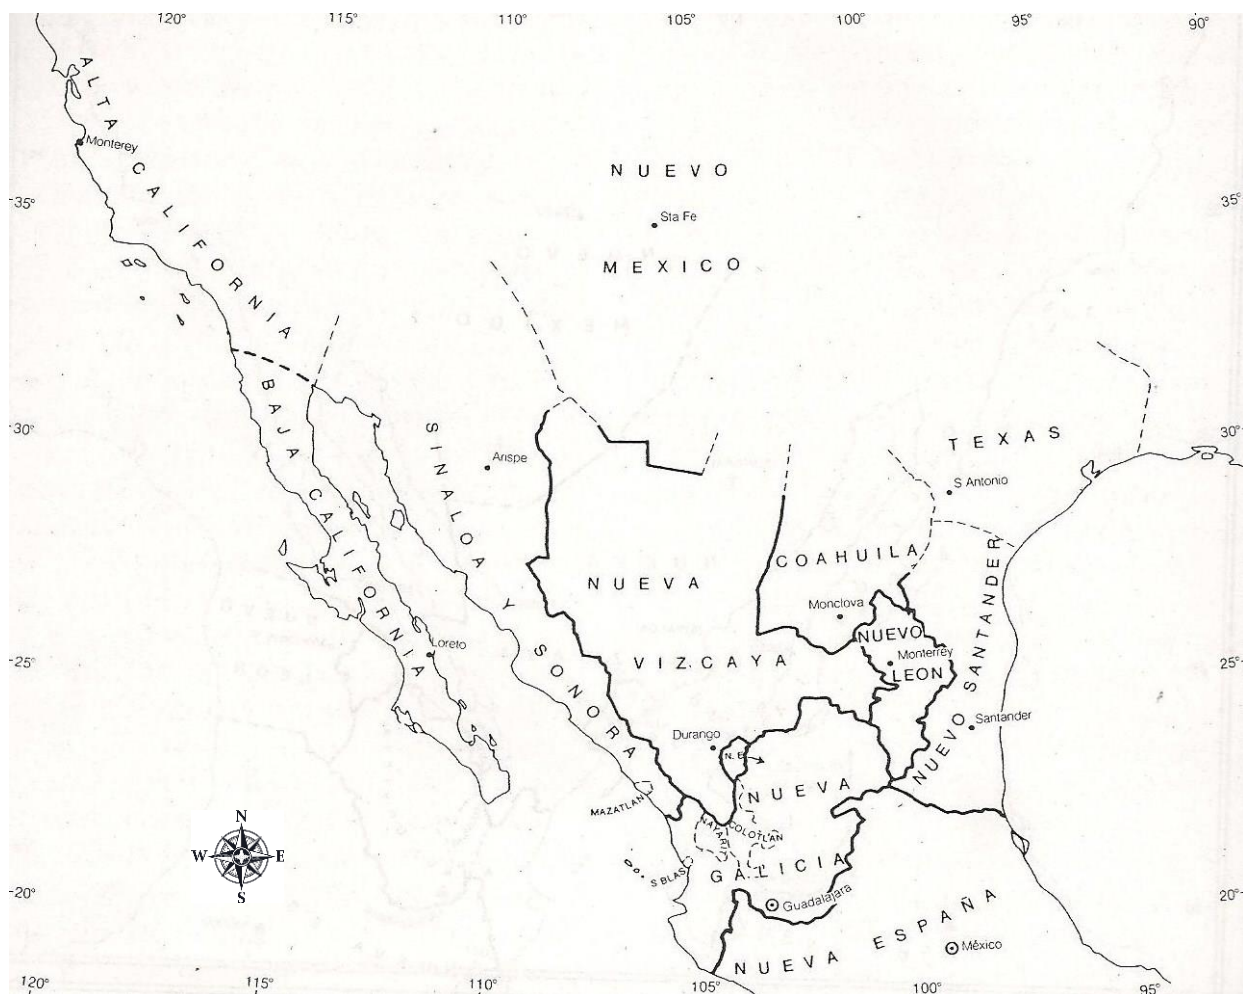 120° 115° 110° 105° 100° 95° 90°
ALTA CALIFORNIA
Monterey
NUEVO
35° 35°
Sta Fe
MEXICO
BAJA CALIFORNIA
SINALOA Y SONORA
30° 30°
TEXAS
Arispe
S Antonio
COAHUILA
NUEVA
Monclova
NUEVO
Loreto
Monterrey
25° 25°
VIZCAYA
LEON
NUEVO SANTANDER
Santander
Durango
N. E.
NUEVA
MAZATLAN
NAYARIT
COLOTLAN
N
W E
S
S BLAS
GALICIA
20° 20°
Guadalajara
NUEVA ESPAÑA
México
120° 115° 110° 105° 100° 95°